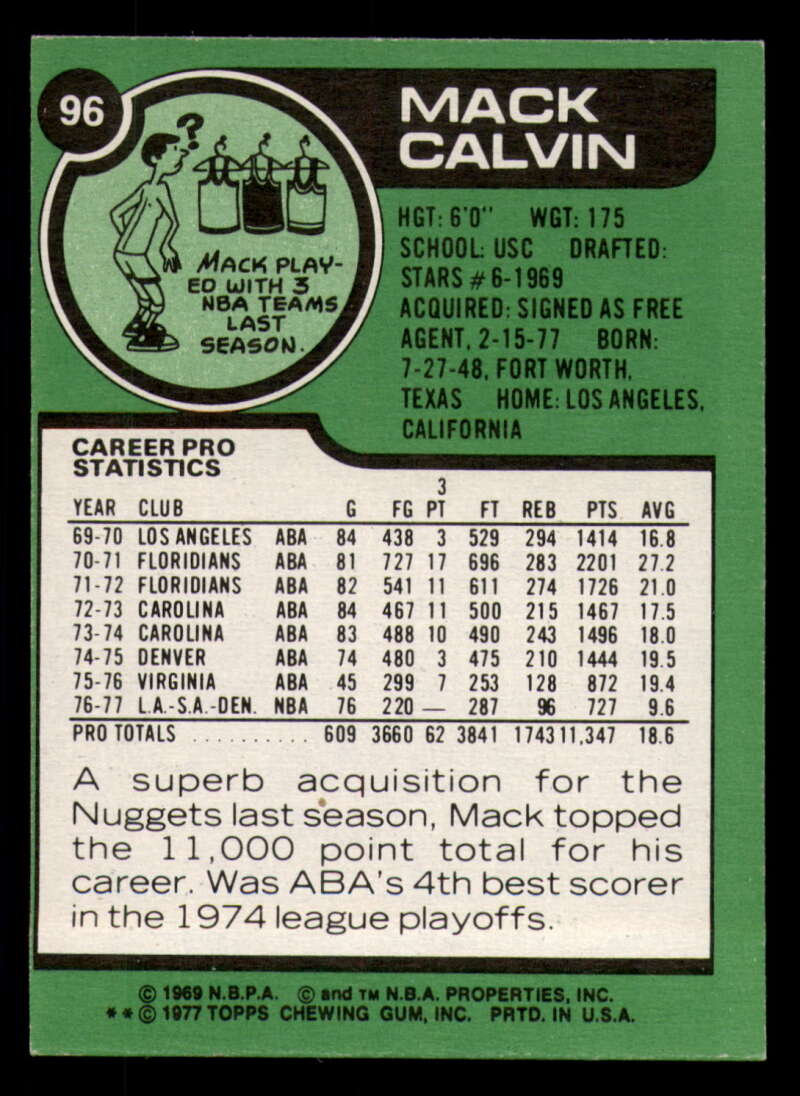 96
MACK
CALVIN
MACK PLAY-
ED WITH 3
NBA TEAMS
LAST
SEASON.
?
HGT: 6'0" WGT: 175
SCHOOL: USC DRAFTED:
STARS #6-1969
ACQUIRED: SIGNED AS FREE
AGENT, 2-15-77 BORN:
7-27-48, FORT WORTH,
TEXAS HOME: LOS ANGELES,
CALIFORNIA
CAREER PRO
STATISTICS
YEAR CLUB G FG 3 PT FT REB PTS AVG
69-70 LOS ANGELES ABA 84 438 3 529 294 1414 16.8
70-71 FLORIDIANS ABA 81 727 17 696 283 2201 27.2
71-72 FLORIDIANS ABA 82 541 11 611 274 1726 21.0
72-73 CAROLINA ABA 84 467 11 500 215 1467 17.5
73-74 CAROLINA ABA 83 488 10 490 243 1496 18.0
74-75 DENVER ABA 74 480 3 475 210 1444 19.5
75-76 VIRGINIA ABA 45 299 7 253 128 872 19.4
76-77 L.A.-S.A.-DEN. NBA 76 220 — 287 96 727 9.6
PRO TOTALS .......... 609 3660 62 3841 1743 11,347 18.6
A superb acquisition for the
Nuggets last season, Mack topped
the 11,000 point total for his
career. Was ABA's 4th best scorer
in the 1974 league playoffs.
© 1969 N.B.P.A. © and TM N.B.A. PROPERTIES, INC.
**© 1977 TOPPS CHEWING GUM, INC. PRTD. IN U.S.A.